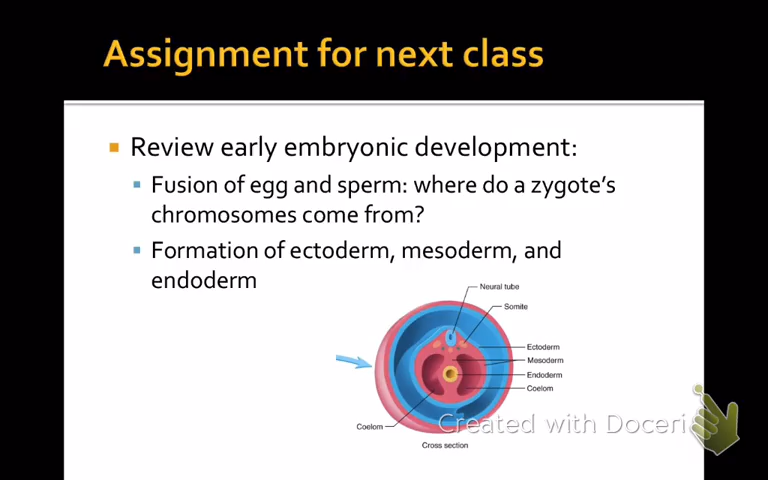 Assignment for next class
Review early embryonic development:
Fusion of egg and sperm: where do a zygote's
chromosomes come from?
Formation of ectoderm, mesoderm, and
endoderm
Neural tube
Somite
Ectoderm
Mesoderm
Endoderm
Coelom
Coelom
Created with Doceri
Cross section